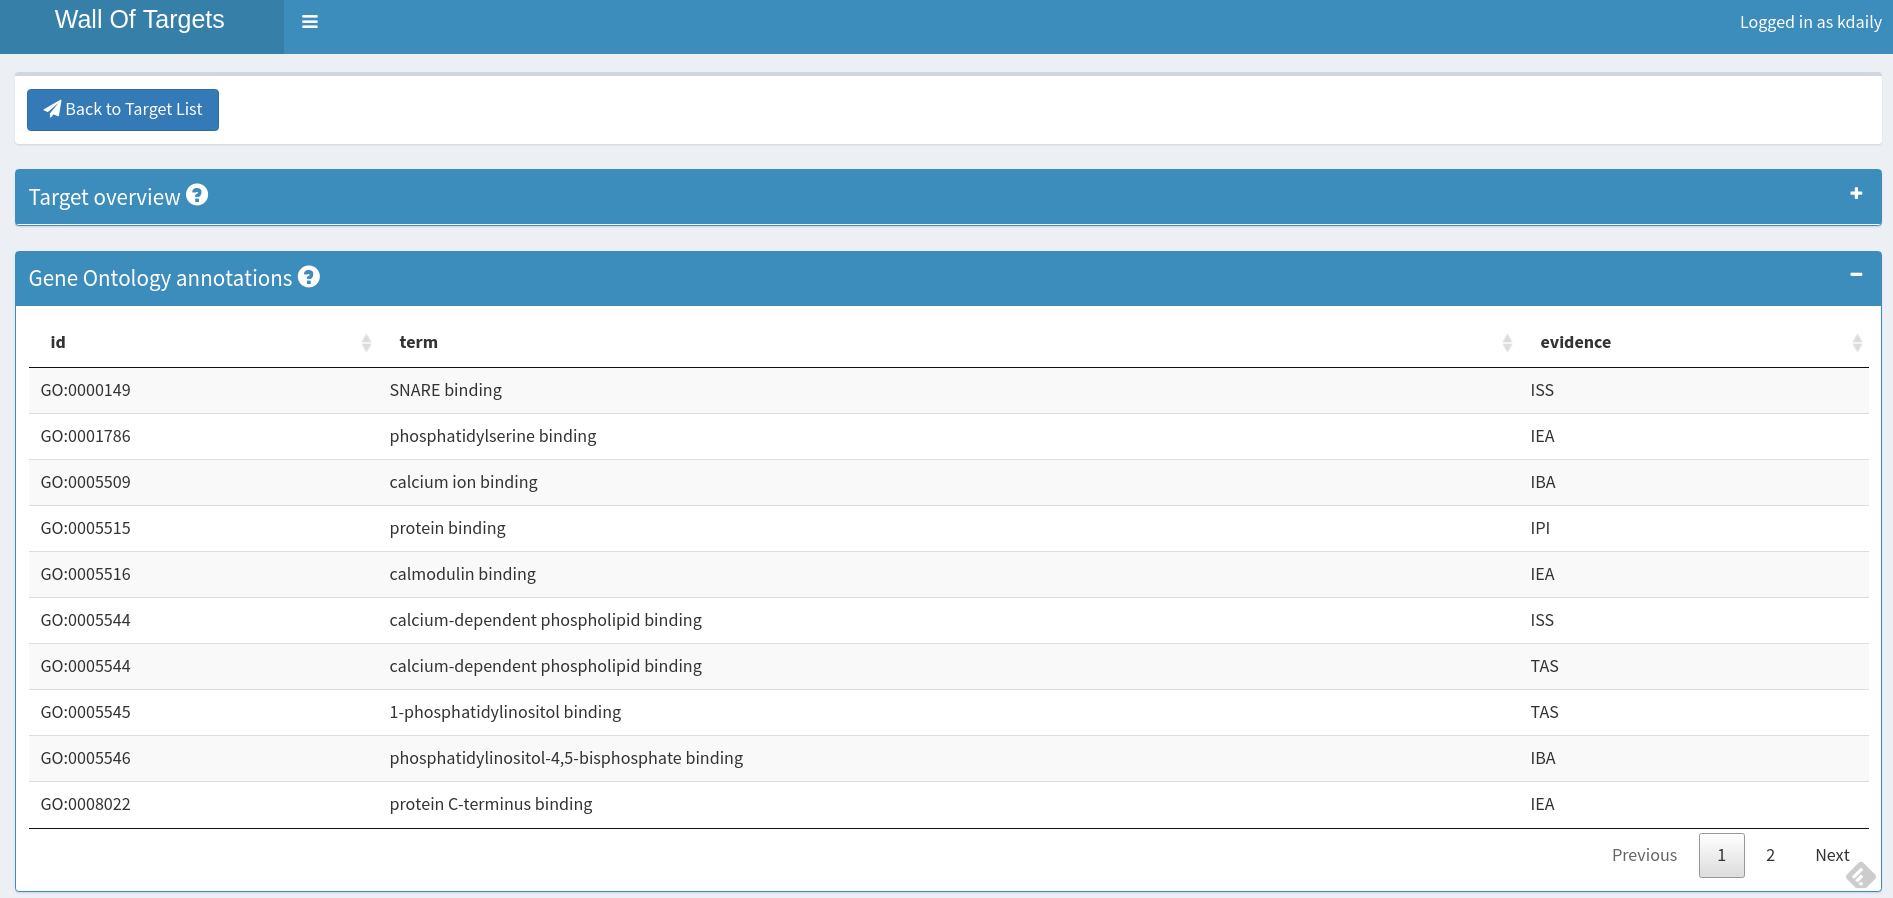 Wall Of Targets
Logged in as kdaily
Back to Target List
Target overview ?
Gene Ontology annotations ?
id term evidence
GO:0000149 SNARE binding ISS
GO:0001786 phosphatidylserine binding IEA
GO:0005509 calcium ion binding IBA
GO:0005515 protein binding IPI
GO:0005516 calmodulin binding IEA
GO:0005544 calcium-dependent phospholipid binding ISS
GO:0005544 calcium-dependent phospholipid binding TAS
GO:0005545 1-phosphatidylinositol binding TAS
GO:0005546 phosphatidylinositol-4,5-bisphosphate binding IBA
GO:0008022 protein C-terminus binding IEA
Previous 1 2 Next